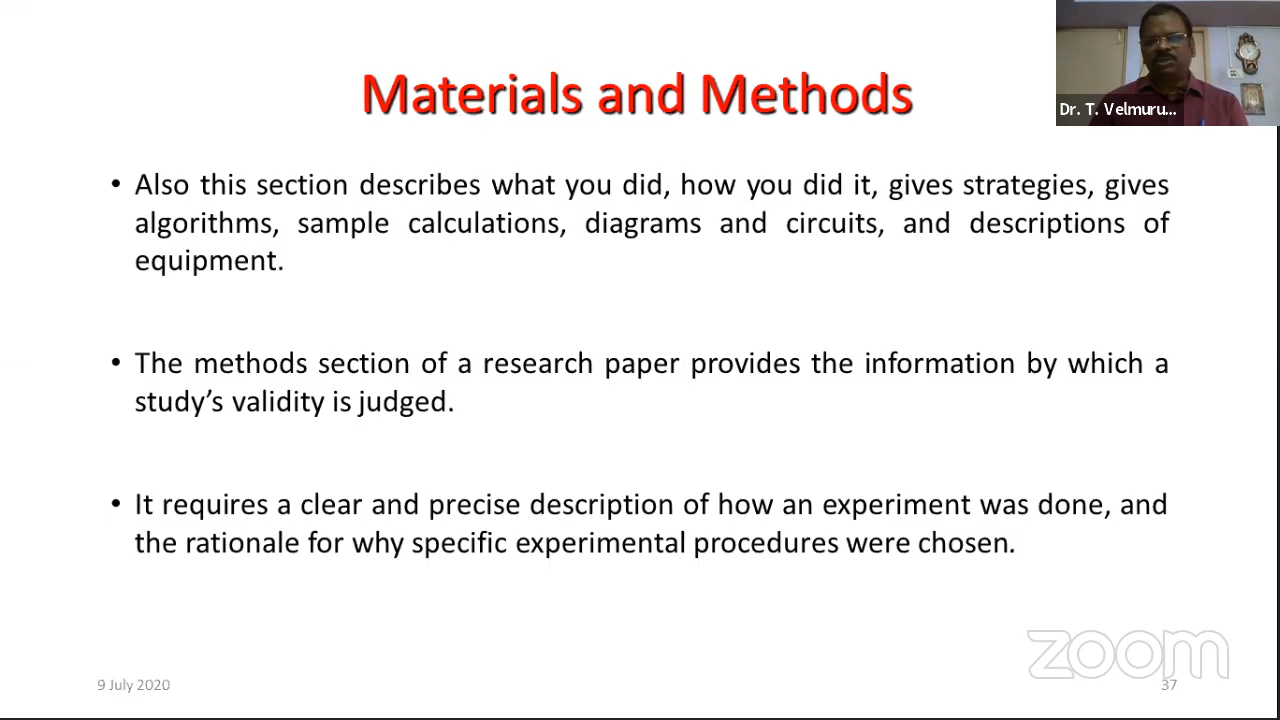 Materials and Methods
Dr. T. Velmuru...
• Also this section describes what you did, how you did it, gives strategies, gives
algorithms, sample calculations, diagrams and circuits, and descriptions of
equipment.
• The methods section of a research paper provides the information by which a
study’s validity is judged.
• It requires a clear and precise description of how an experiment was done, and
the rationale for why specific experimental procedures were chosen.
zoom
9 July 2020
37